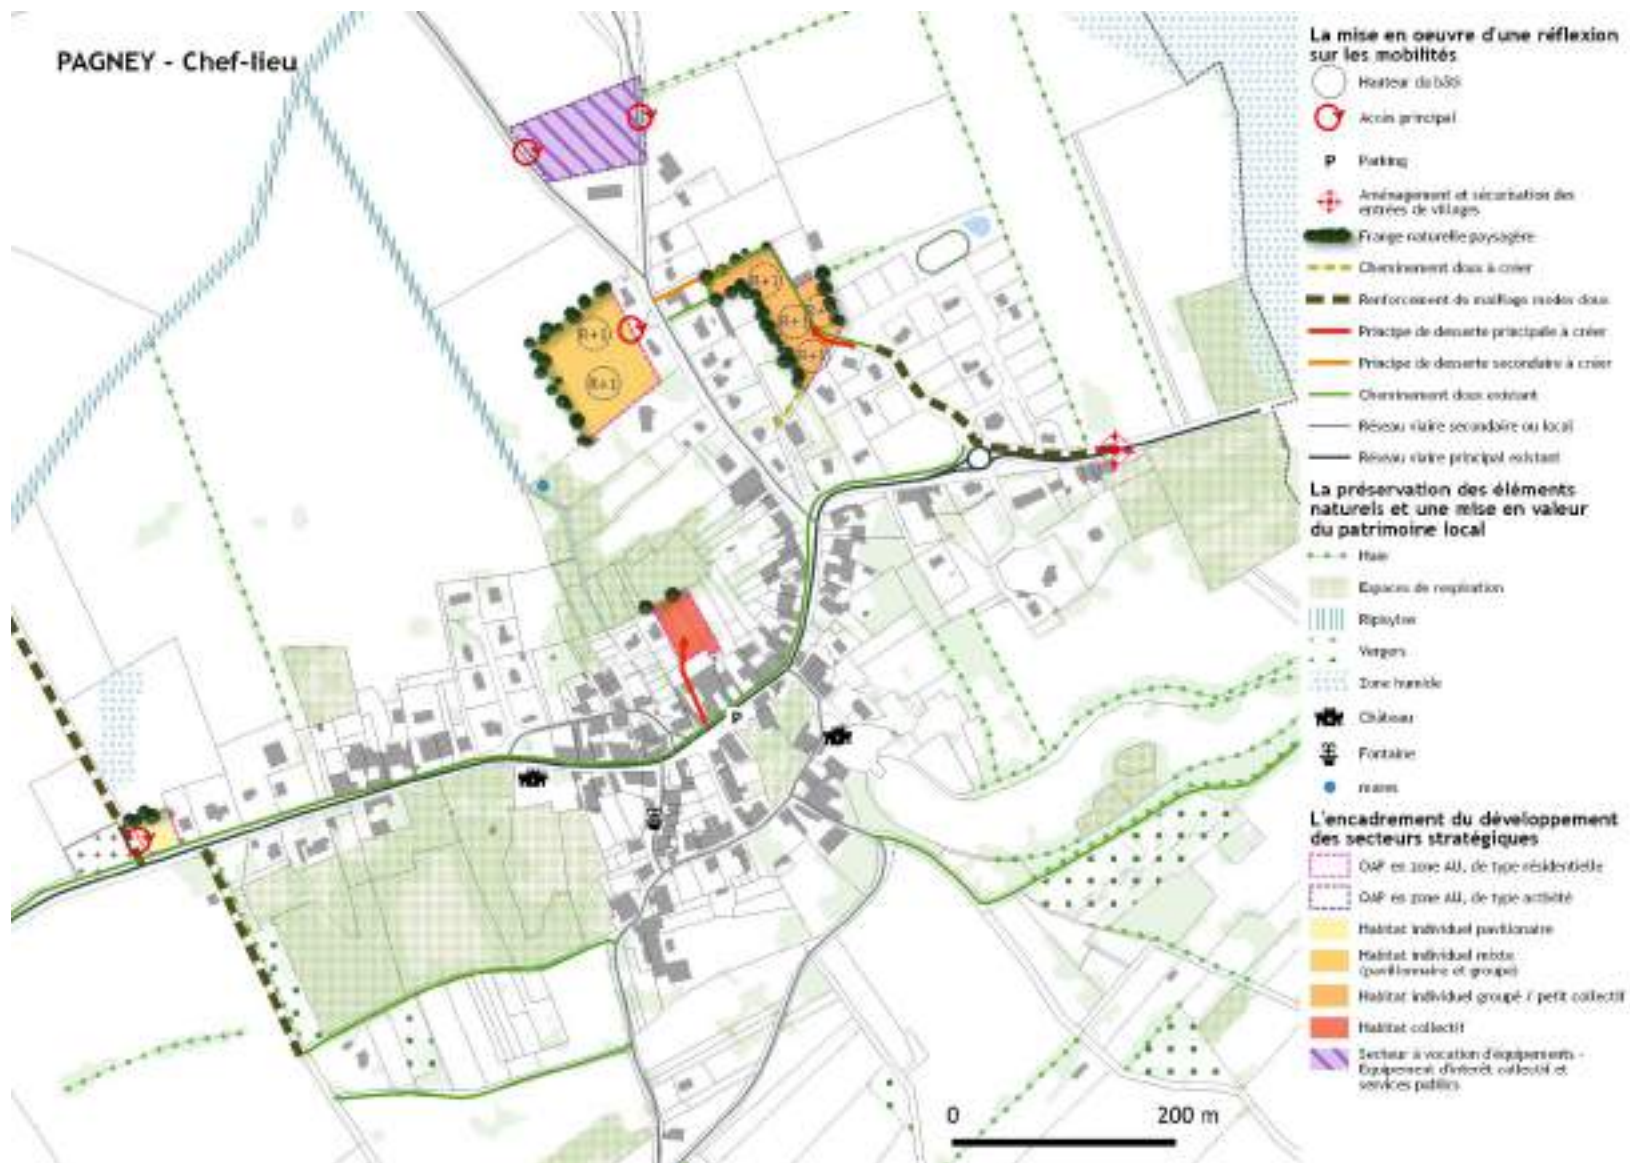 PAGNEY - Chef-lieu
R+1
R+1
R+1
R+1
R+1
P
0
200 m
La mise en oeuvre d'une réflexion
sur les mobilités
Hauteur du bâti
Accès principal
P
Parking
Aménagement et sécurisation des
entrées de villages
Frange naturelle paysagère
Cheminement doux à créer
Renforcement du maillage modes doux
Principe de desserte principale à créer
Principe de desserte secondaire à créer
Cheminement doux existant
Réseau viaire secondaire ou local
Réseau viaire principal existant
La préservation des éléments
naturels et une mise en valeur
du patrimoine local
Haie
Espaces de respiration
Ripisylve
Vergers
Zone humide
Château
Fontaine
mares
L'encadrement du développement
des secteurs stratégiques
OAP en zone AU, de type résidentielle
OAP en zone AU, de type activité
Habitat individuel pavillonaire
Habitat individuel mixte
(pavillonnaire et groupé)
Habitat individuel groupé / petit collectif
Habitat collectif
Secteur à vocation d'équipements -
Equipement d'intérêt collectif et
services publics